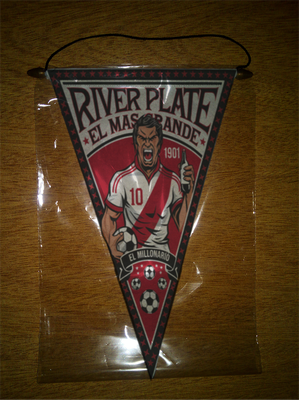 RIVER PLATE
EL MAS GRANDE
1901
10
EL MILLONARIO